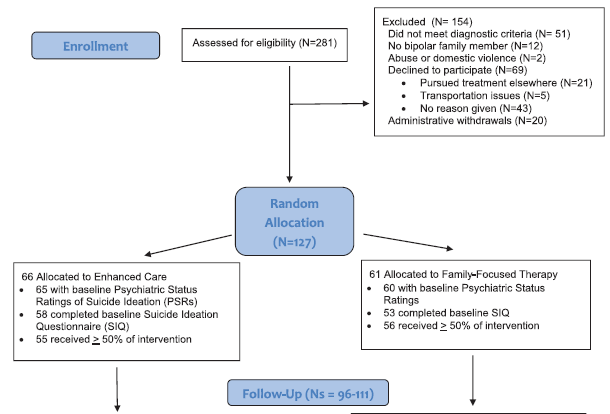 Enrollment
Assessed for eligibility (N=281)
Excluded (N= 154)
Did not meet diagnostic criteria (N= 51)
No bipolar family member (N=12)
Abuse or domestic violence (N=2)
Declined to participate (N=69)
• Pursued treatment elsewhere (N=21)
• Transportation issues (N=5)
• No reason given (N=43)
Administrative withdrawals (N=20)
Random
Allocation
(N=127)
66 Allocated to Enhanced Care
• 65 with baseline Psychiatric Status
Ratings of Suicide Ideation (PSRs)
• 58 completed baseline Suicide Ideation
Questionnaire (SIQ)
• 55 received ≥ 50% of intervention
61 Allocated to Family-Focused Therapy
• 60 with baseline Psychiatric Status
Ratings
• 53 completed baseline SIQ
• 56 received ≥ 50% of intervention
Follow-Up (Ns = 96-111)